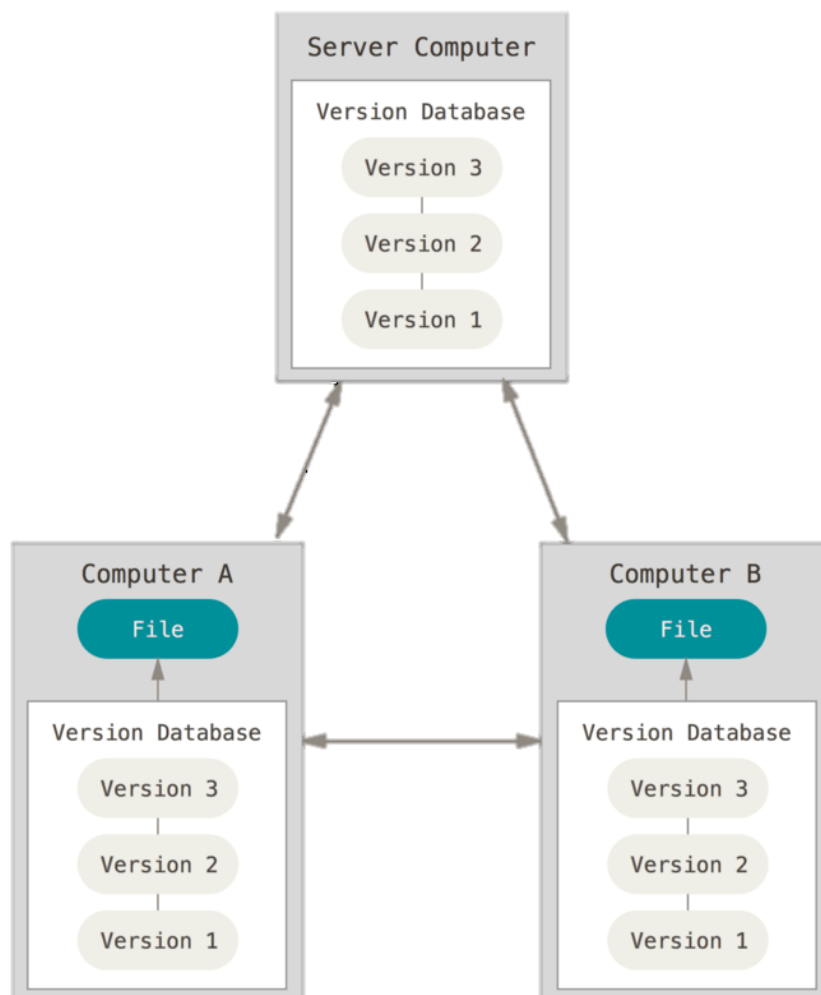 Server Computer
Version Database
Version 3
Version 2
Version 1
Computer A
File
Version Database
Version 3
Version 2
Version 1
Computer B
File
Version Database
Version 3
Version 2
Version 1